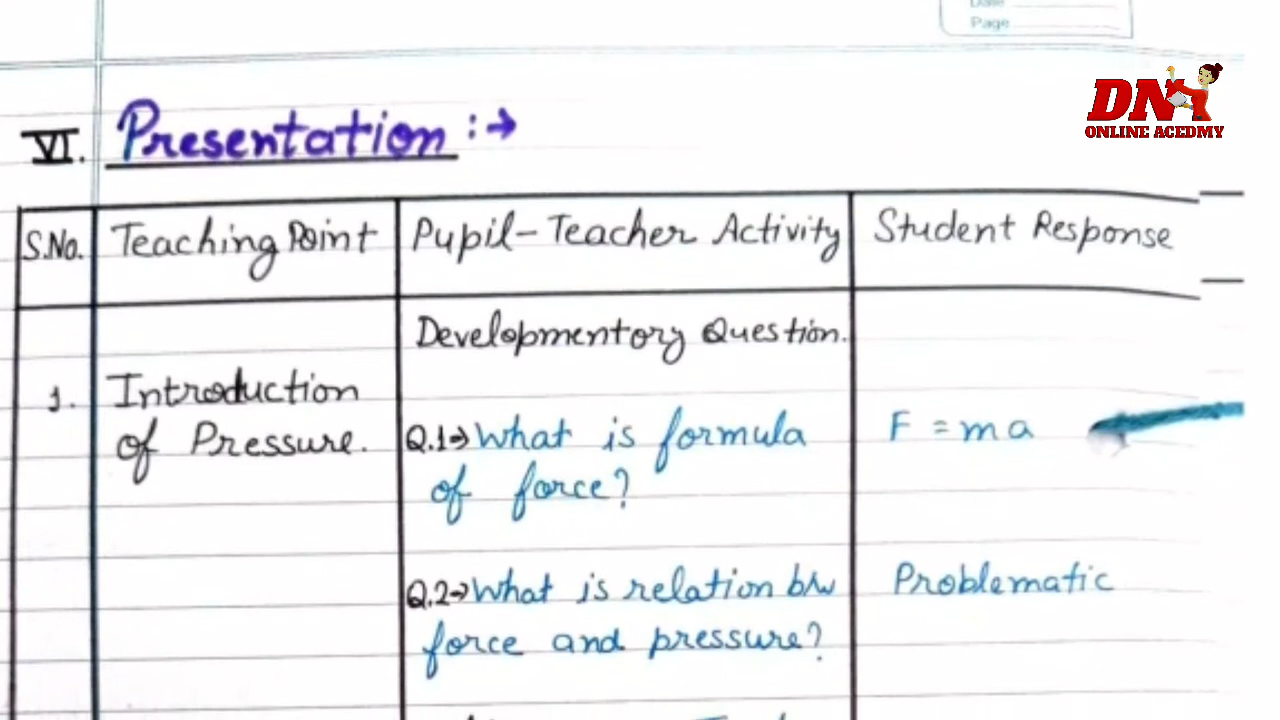 Date
Page
DN
ONLINE ACEDMY
VI. Presentation :→
S.No. Teaching Point Pupil-Teacher Activity Student Response
Developmentory Question.
1. Introduction of Pressure.
Q.1→ What is formula
of force?
F = ma
Q.2→ What is relation b/w
force and pressure?
Problematic